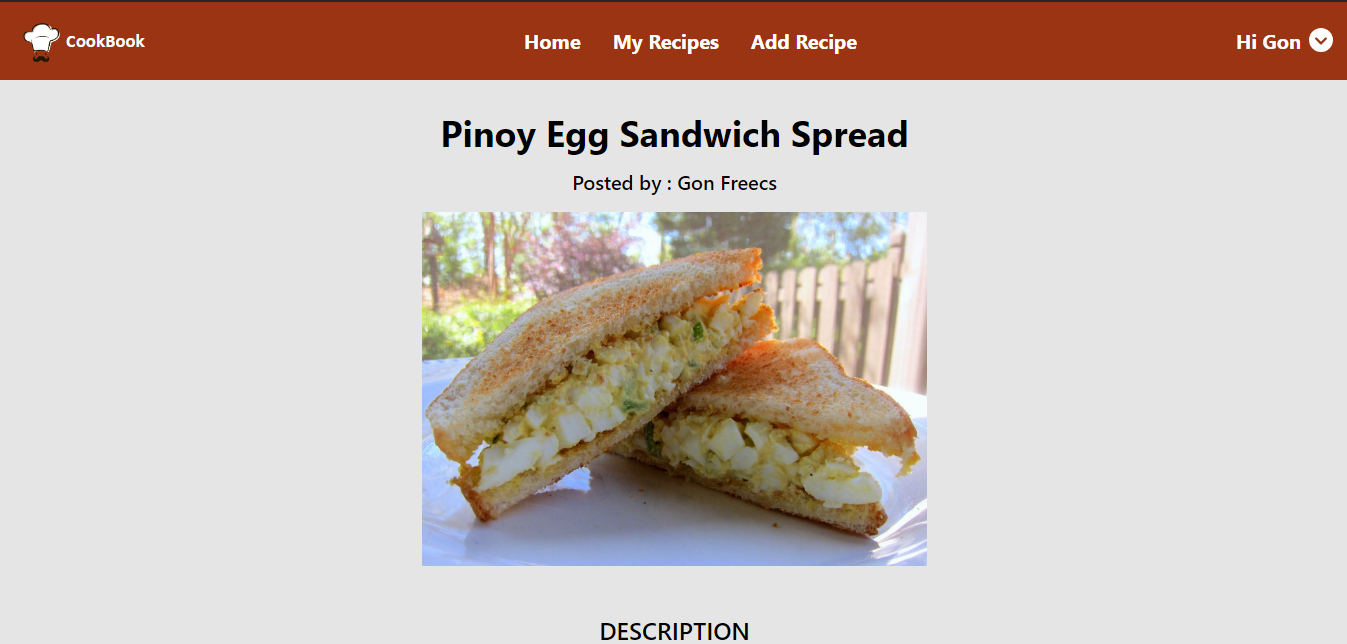 CookBook
Home My Recipes Add Recipe
Hi Gon
Pinoy Egg Sandwich Spread
Posted by : Gon Freecs
DESCRIPTION